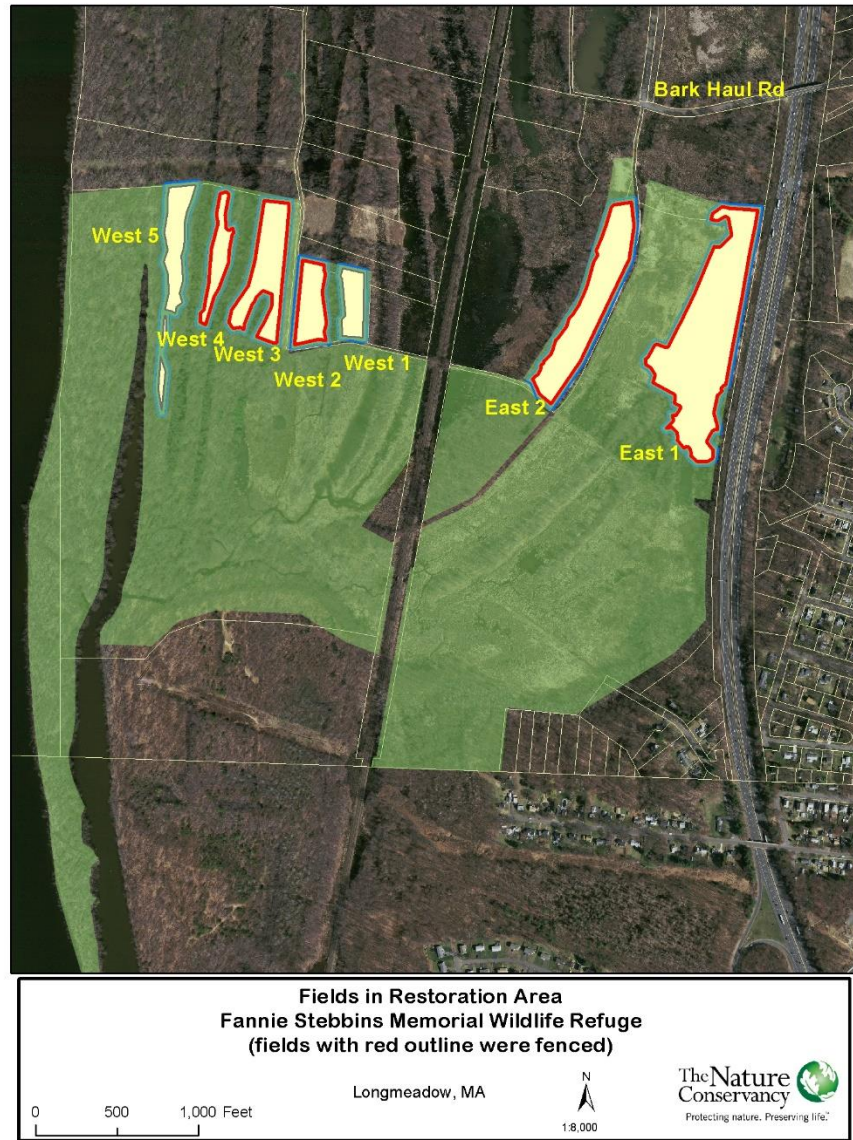 Bark Haul Rd
West 5
West 4
West 3
West 2
West 1
East 2
East 1
Fields in Restoration Area
Fannie Stebbins Memorial Wildlife Refuge
(fields with red outline were fenced)
Longmeadow, MA
0 500 1,000 Feet
N
1:8,000
The Nature
Conservancy
Protecting nature. Preserving life.™